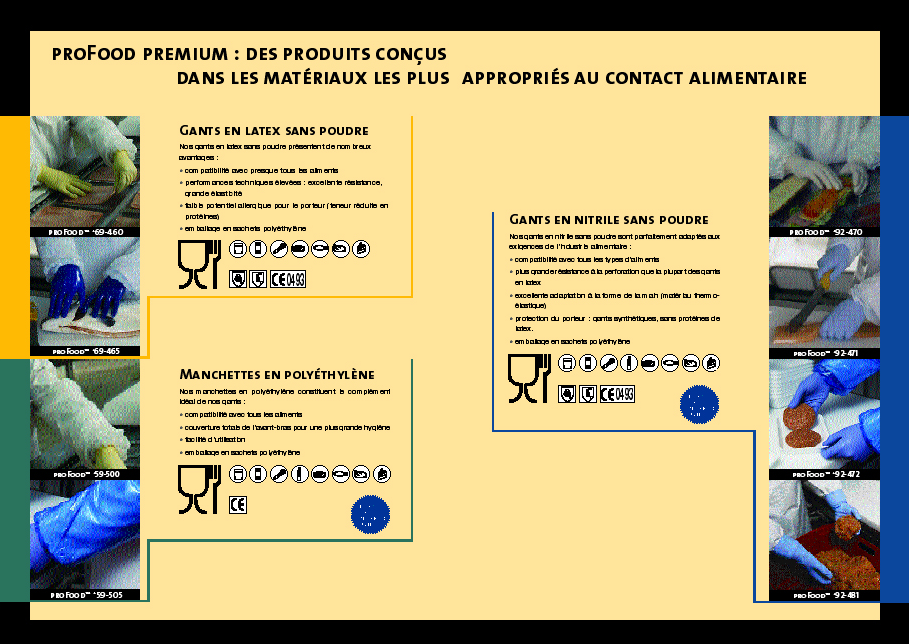 PROFOOD PREMIUM : DES PRODUITS CONÇUS
DANS LES MATÉRIAUX LES PLUS APPROPRIÉS AU CONTACT ALIMENTAIRE
GANTS EN LATEX SANS POUDRE
Nos gants en latex sans poudre présentent de nombreux
avantages :
• compatibilité avec presque tous les aliments
• performances techniques élevées : excellente résistance,
grande élasticité
• faible potentiel allergique pour le porteur (teneur réduite en
protéines)
• emballage en sachets polyéthylène
CE 0493
PROFOOD™ *69-460
PROFOOD™ *69-465
MANCHETTES EN POLYÉTHYLÈNE
Nos manchettes en polyéthylène constituent le complément
idéal de nos gants :
• compatibilité avec tous les aliments
• couverture totale de l'avant-bras pour une plus grande hygiène
• facilité d'utilisation
• emballage en sachets polyéthylène
CE
PROFOOD™ *59-500
PROFOOD™ *59-505
GANTS EN NITRILE SANS POUDRE
Nos gants en nitrile sans poudre sont parfaitement adaptés aux
exigences de l'industrie alimentaire :
• compatibilité avec tous les types d'aliments
• plus grande résistance à la perforation que la plupart des gants
en latex
• excellente adaptation à la forme de la main (matériau thermo-
élastique)
• protection du porteur : gants synthétiques, sans protéines de
latex.
• emballage en sachets polyéthylène
CE 0493
PROFOOD™ *92-470
PROFOOD™ *92-471
PROFOOD™ *92-472
PROFOOD™ *92-481